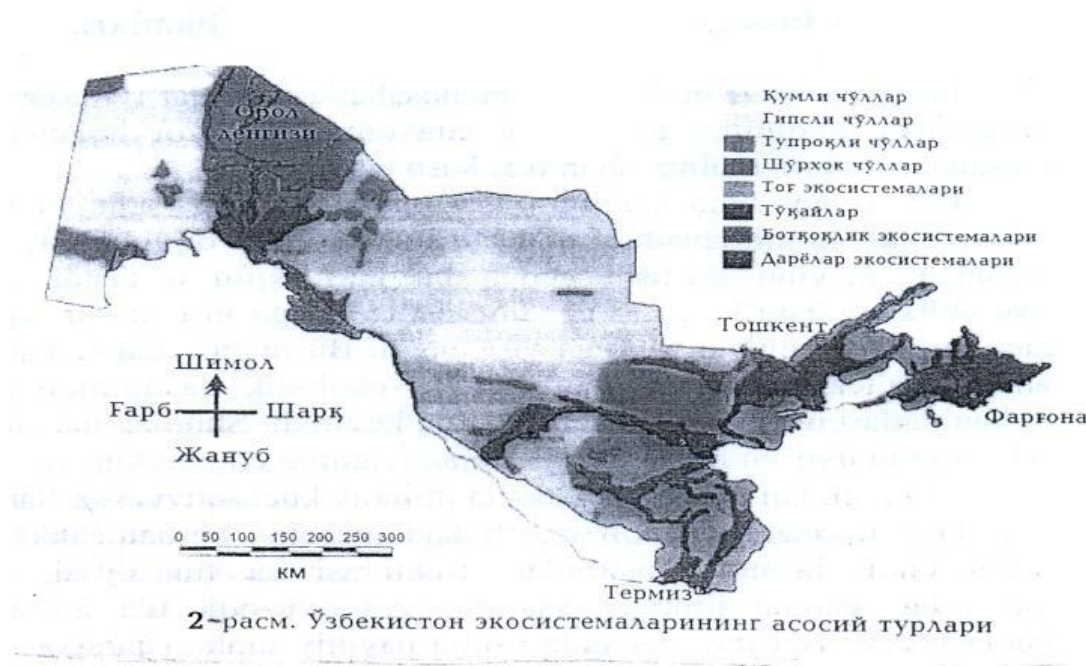 Қумли чўллар
Гипсли чўллар
Тупроқли чўллар
Шўрхок чўллар
Тоғ экосистемалари
Тўқайлар
Ботқоқлик экосистемалари
Дарёлар экосистемалари
Орол
денгизи
Тошкент
Шимол
Ғарб
Шарқ
Жануб
Фарғона
0 50 100 150 200 250 300
км
Термиз
2-расм. Ўзбекистон экосистемаларининг асосий турлари